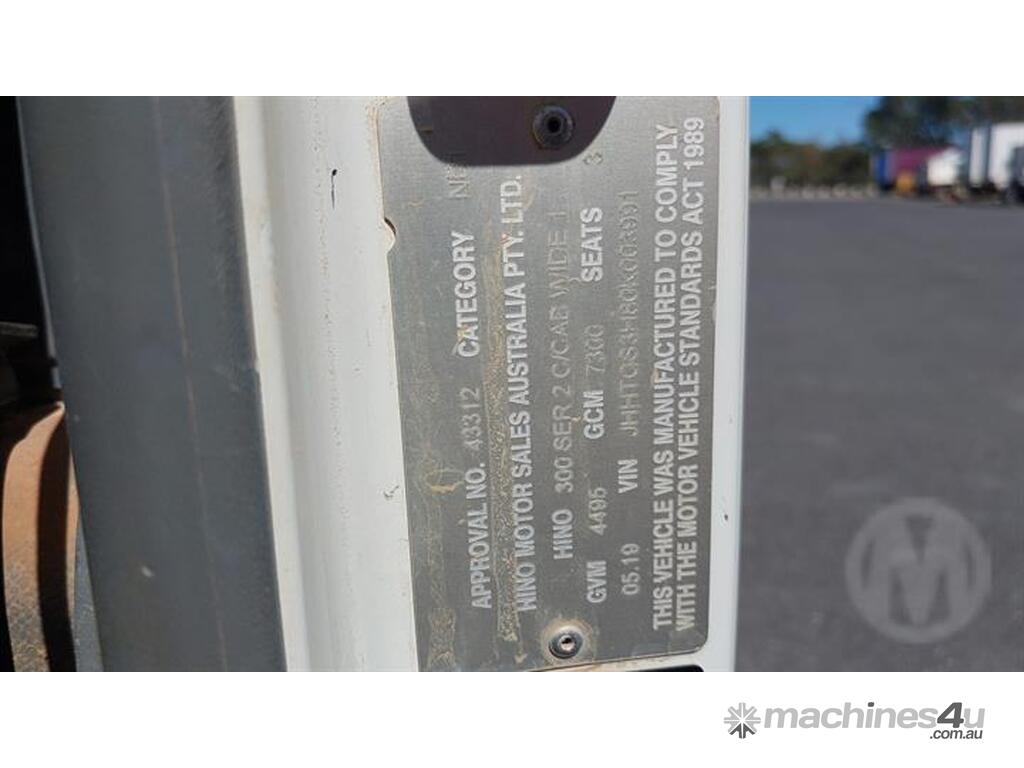 APPROVAL NO. 43312 CATEGORY
HINO MOTOR SALES AUSTRALIA PTY. LTD.
HINO 300 SER 2 C/CAB WIDE 1
GVM 4495 GCM 7300 SEATS 3
05.19 VIN
THIS VEHICLE WAS MANUFACTURED TO COMPLY
WITH THE MOTOR VEHICLE STANDARDS ACT 1989
M
machines4u
.com.au